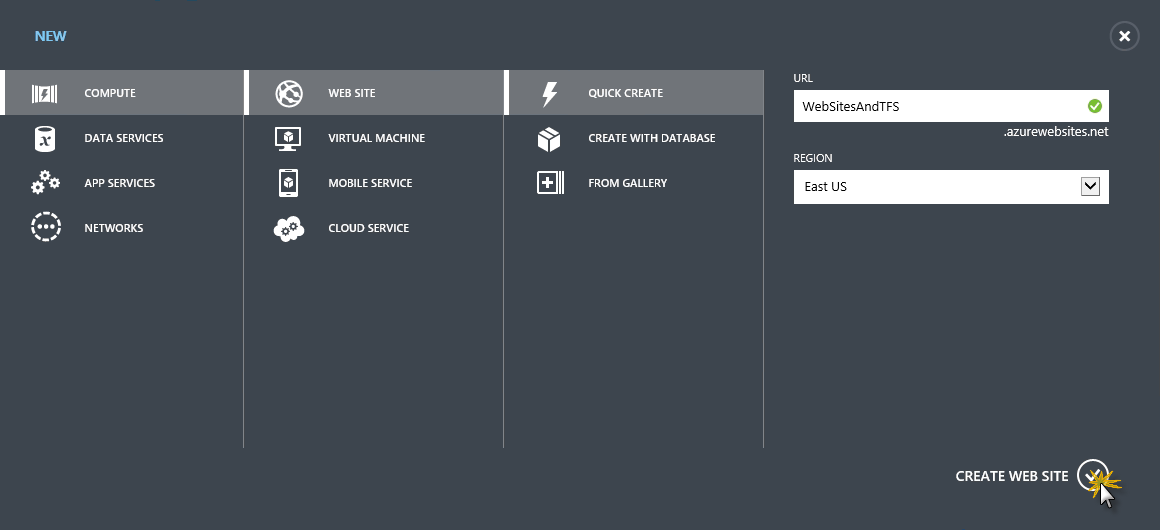 NEW
COMPUTE
DATA SERVICES
APP SERVICES
NETWORKS
WEB SITE
VIRTUAL MACHINE
MOBILE SERVICE
CLOUD SERVICE
QUICK CREATE
CREATE WITH DATABASE
FROM GALLERY
URL
WebSitesAndTFS
.azurewebsites.net
REGION
East US
CREATE WEB SITE